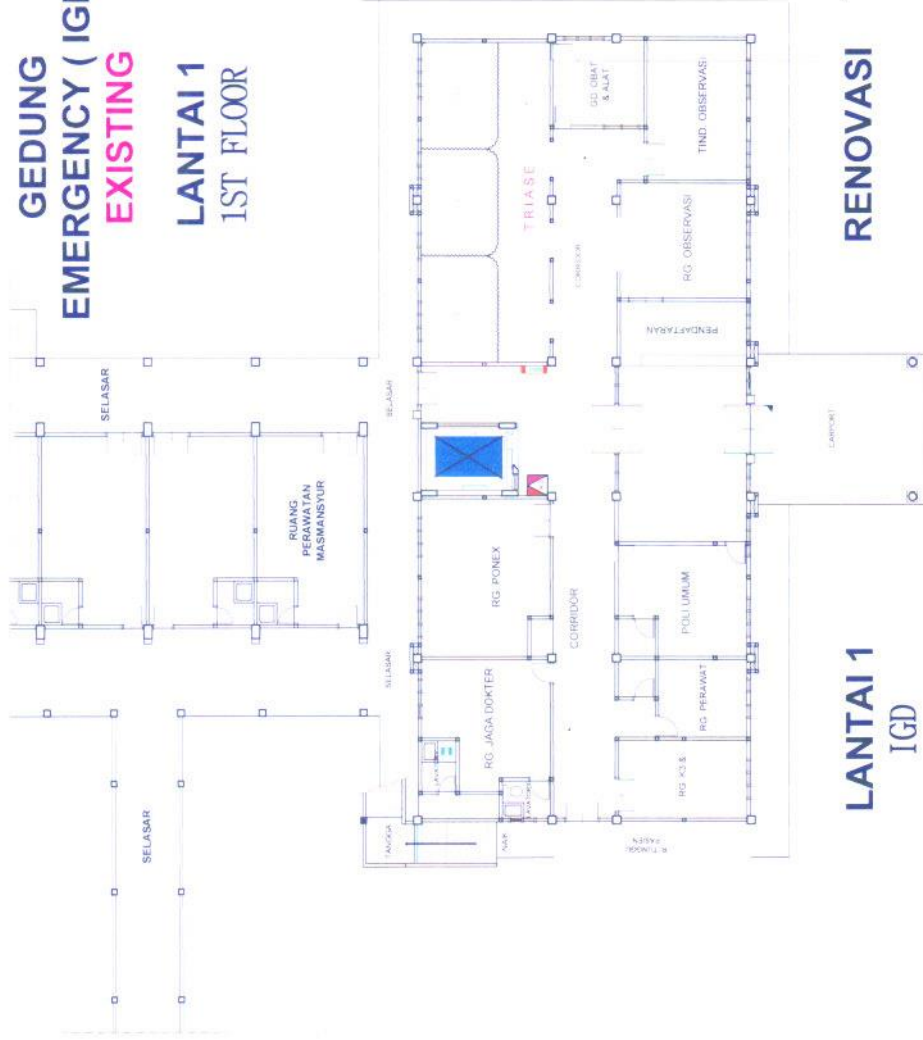 GEDUNG
EMERGENCY ( IGD
EXISTING
LANTAI 1
1ST FLOOR
SELASAR
RUANG
PERAWATAN
MASMANSYUR
SELASAR
SELASAR
SELASAR
TRIASE
GD. OBAT
& ALAT
TIND. OBSERVASI
RG. OBSERVASI
CORRIDOR
PENDAFTARAN
CARPORT
RG. PONEX
CORRIDOR
POLI UMUM
RG. JAGA DOKTER
RG. PERAWAT
RG. K3 &
LAVATORY
TANGGA
NAIK
R. TUNGGU
PASIEN
RENOVASI
LANTAI 1
IGD